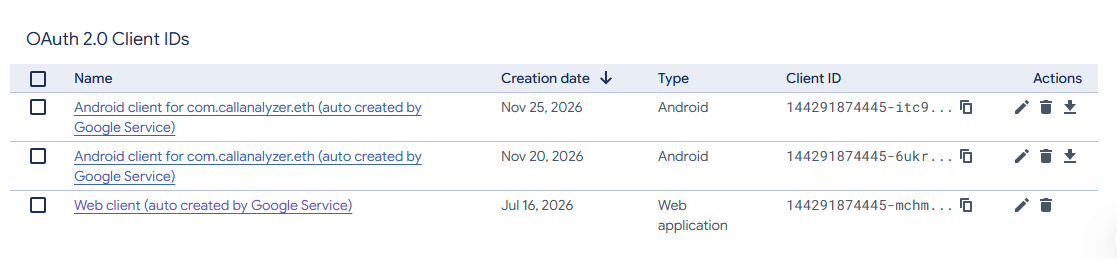 OAuth 2.0 Client IDs
Name Creation date Type Client ID Actions
Android client for com.callanalyzer.eth (auto created by Nov 25, 2026 Android 144291874445-itc9...
Google Service)
Android client for com.callanalyzer.eth (auto created by Nov 20, 2026 Android 144291874445-6ukr...
Google Service)
Web client (auto created by Google Service) Jul 16, 2026 Web 144291874445-mchm...
application